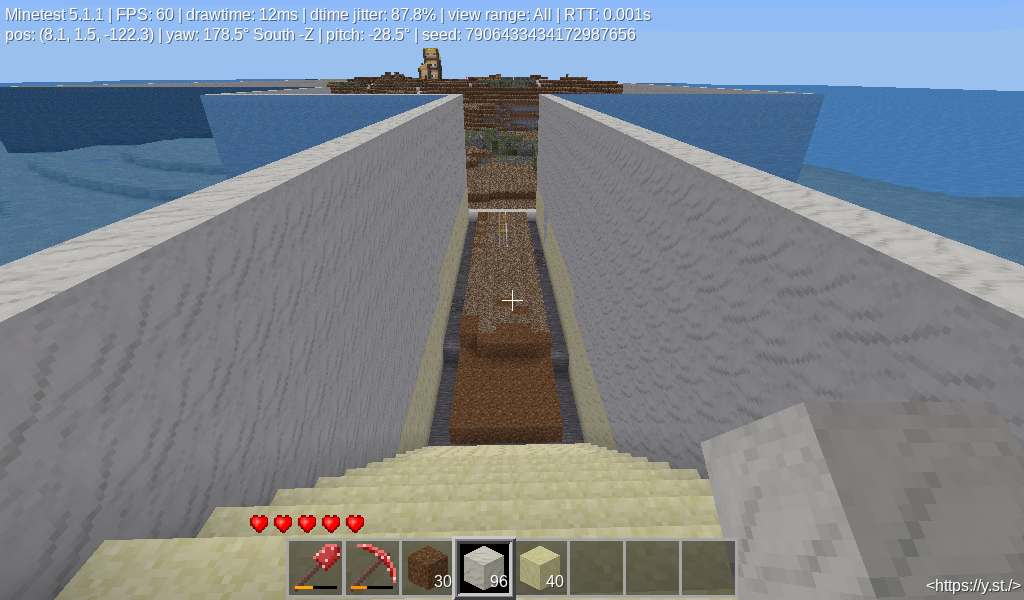 Minetest 5.1.1 | FPS: 60 | drawtime: 12ms | dtime jitter: 87.8% | view range: All | RTT: 0.001s
pos: (8.1, 1.5, -122.3) | yaw: 178.5° South -Z | pitch: -28.5° | seed: 7906433434172987656
30 96 40
<https://y.st./>